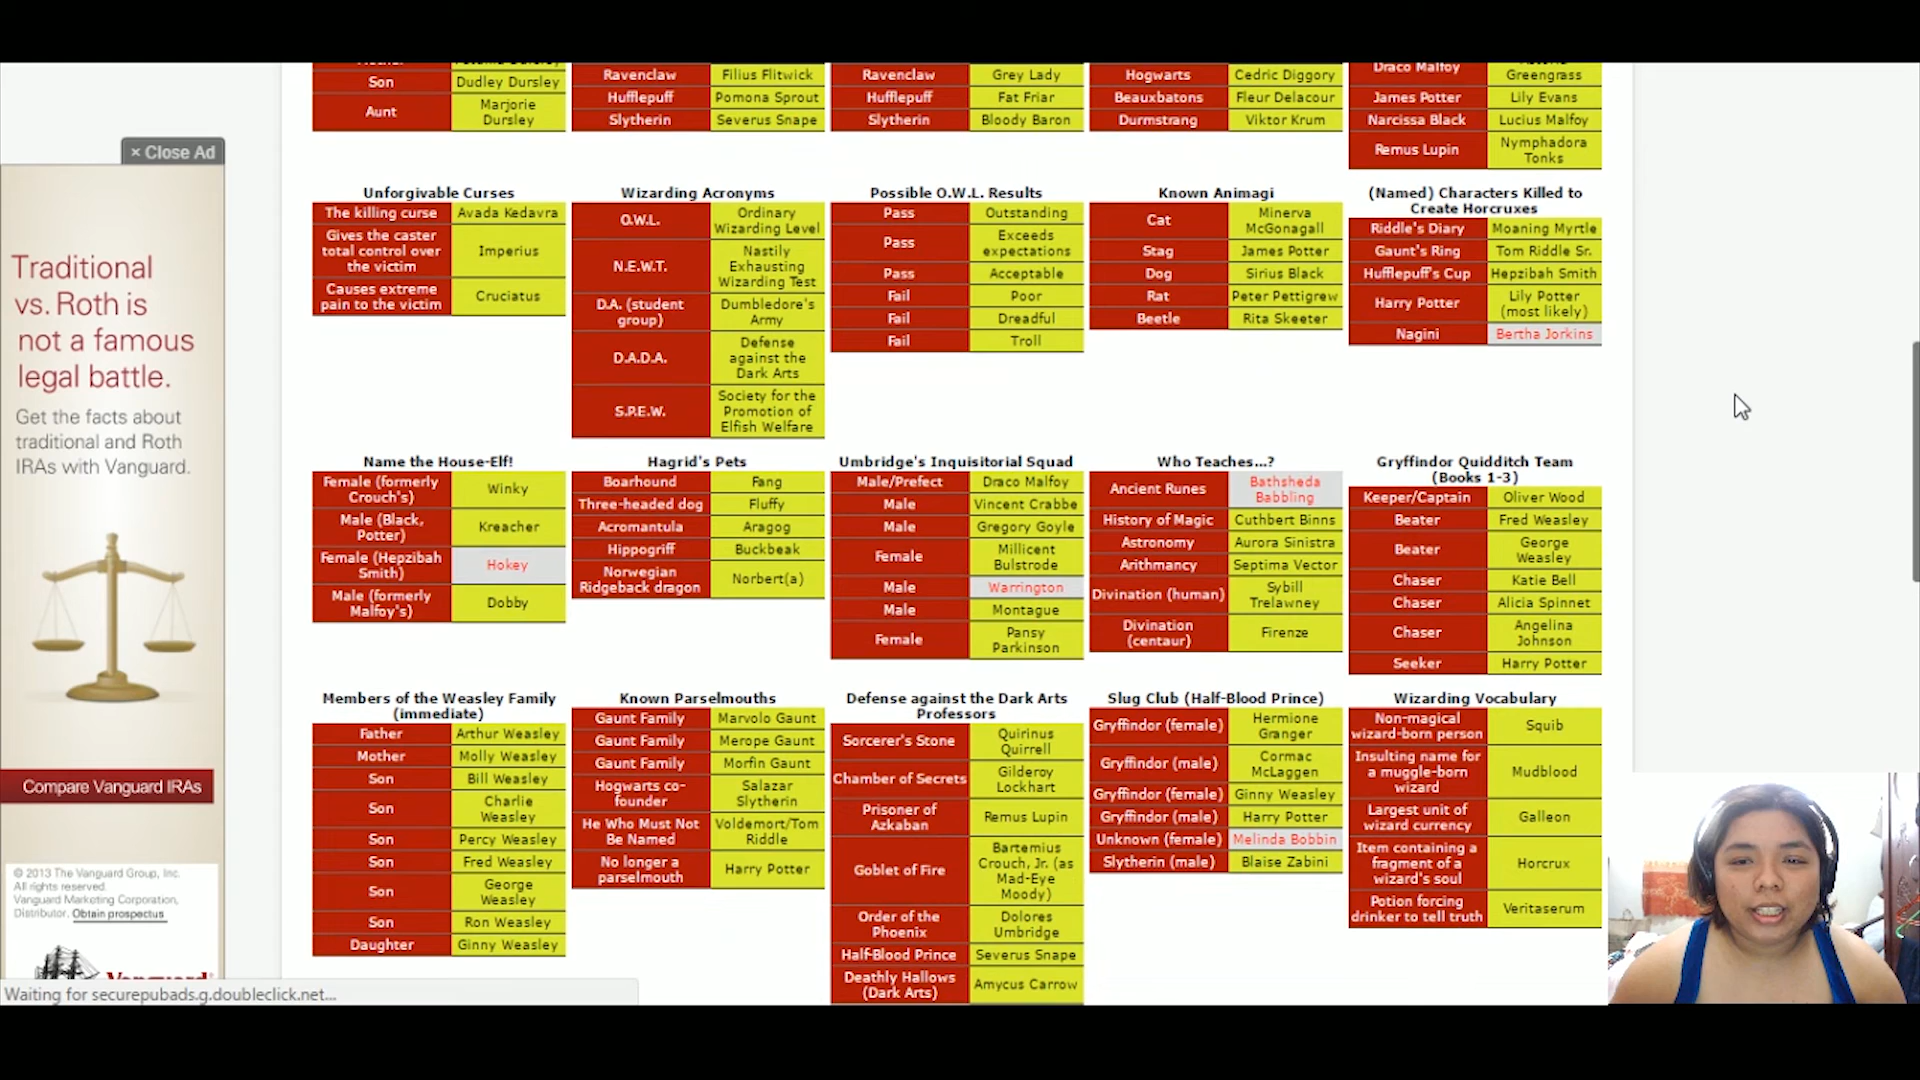 Son Dudley Dursley
Aunt Marjorie
Dursley
Ravenclaw Filius Flitwick
Hufflepuff Pomona Sprout
Slytherin Severus Snape
Ravenclaw Grey Lady
Hufflepuff Fat Friar
Slytherin Bloody Baron
Hogwarts Cedric Diggory
Beauxbatons Fleur Delacour
Durmstrang Viktor Krum
Draco Malfoy
Greengrass
James Potter Lily Evans
Narcissa Black Lucius Malfoy
Remus Lupin Nymphadora
Tonks
Unforgivable Curses
The killing curse Avada Kedavra
Gives the caster
total control over
the victim
Imperius
Causes extreme
pain to the victim
Cruciatus
Wizarding Acronyms
O.W.L.
Ordinary
Wizarding Level
N.E.W.T.
Nastily
Exhausting
Wizarding Test
D.A. (student
group)
Dumbledore's
Army
D.A.D.A.
Defense
against the
Dark Arts
S.P.E.W.
Society for the
Promotion of
Elfish Welfare
Possible O.W.L. Results
Pass Outstanding
Pass Exceeds
expectations
Pass Acceptable
Fail Poor
Fail Dreadful
Fail Troll
Known Animagi
Cat Minerva
McGonagall
Stag James Potter
Dog Sirius Black
Rat Peter Pettigrew
Beetle Rita Skeeter
(Named) Characters Killed to
Create Horcruxes
Riddle's Diary Moaning Myrtle
Gaunt's Ring Tom Riddle Sr.
Hufflepuff's Cup Hepzibah Smith
Harry Potter Lily Potter
(most likely)
Nagini Bertha Jorkins
Name the House-Elf!
Female (formerly
Crouch's)
Winky
Male (Black,
Potter)
Kreacher
Female (Hepzibah
Smith)
Hokey
Male (formerly
Malfoy's)
Dobby
Hagrid's Pets
Boarhound Fang
Three-headed dog Fluffy
Acromantula Aragog
Hippogriff Buckbeak
Norwegian
Ridgeback dragon
Norbert(a)
Umbridge's Inquisitorial Squad
Male/Prefect Draco Malfoy
Male Vincent Crabbe
Male Gregory Goyle
Female Millicent
Bulstrode
Male Warrington
Male Montague
Female Pansy
Parkinson
Who Teaches...?
Ancient Runes Bathsheda
Babbling
History of Magic Cuthbert Binns
Astronomy Aurora Sinistra
Arithmancy Septima Vector
Divination (human) Sybill
Trelawney
Divination
(centaur)
Firenze
Gryffindor Quidditch Team
(Books 1-3)
Keeper/Captain Oliver Wood
Beater Fred Weasley
Beater George
Weasley
Chaser Katie Bell
Chaser Alicia Spinnet
Chaser Angelina
Johnson
Seeker Harry Potter
Members of the Weasley Family
(immediate)
Father Arthur Weasley
Mother Molly Weasley
Son Bill Weasley
Son Charlie
Weasley
Son Percy Weasley
Son Fred Weasley
Son George
Weasley
Son Ron Weasley
Daughter Ginny Weasley
Known Parselmouths
Gaunt Family Marvolo Gaunt
Gaunt Family Merope Gaunt
Gaunt Family Morfin Gaunt
Hogwarts co-
founder
Salazar
Slytherin
He Who Must Not
Be Named
Voldemort/Tom
Riddle
No longer a
parselmouth
Harry Potter
Defense against the Dark Arts
Professors
Sorcerer's Stone Quirinus
Quirrell
Chamber of Secrets Gilderoy
Lockhart
Prisoner of
Azkaban
Remus Lupin
Goblet of Fire
Bartemius
Crouch, Jr. (as
Mad-Eye
Moody)
Order of the
Phoenix
Dolores
Umbridge
Half-Blood Prince Severus Snape
Deathly Hallows
(Dark Arts)
Amycus Carrow
Slug Club (Half-Blood Prince)
Gryffindor (female) Hermione
Granger
Gryffindor (male) Cormac
McLaggen
Gryffindor (female) Ginny Weasley
Gryffindor (male) Harry Potter
Unknown (female) Melinda Bobbin
Slytherin (male) Blaise Zabini
Wizarding Vocabulary
Non-magical
wizard-born person
Squib
Insulting name for
a muggle-born
wizard
Mudblood
Largest unit of
wizard currency
Galleon
Item containing a
fragment of a
wizard's soul
Horcrux
Potion forcing
drinker to tell truth
Veritaserum
× Close Ad
Traditional
vs. Roth is
not a famous
legal battle.
Get the facts about
traditional and Roth
IRAs with Vanguard.
Compare Vanguard IRAs
© 2013 The Vanguard Group, Inc.
All rights reserved.
Vanguard Marketing Corporation,
Distributor. Obtain prospectus
Vanguard
Waiting for securepubads.g.doubleclick.net...